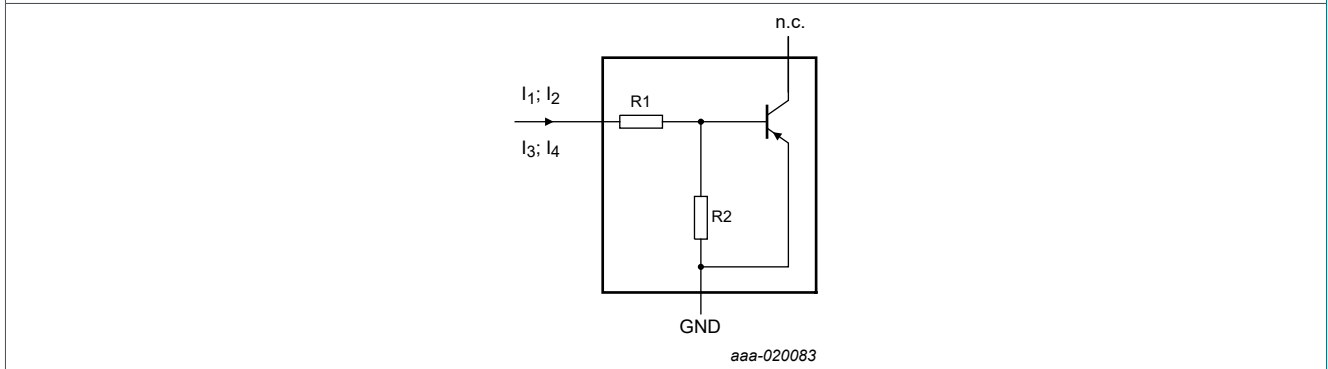 n.c.
I1; I2
R1
I3; I4
R2
GND
aaa-020083